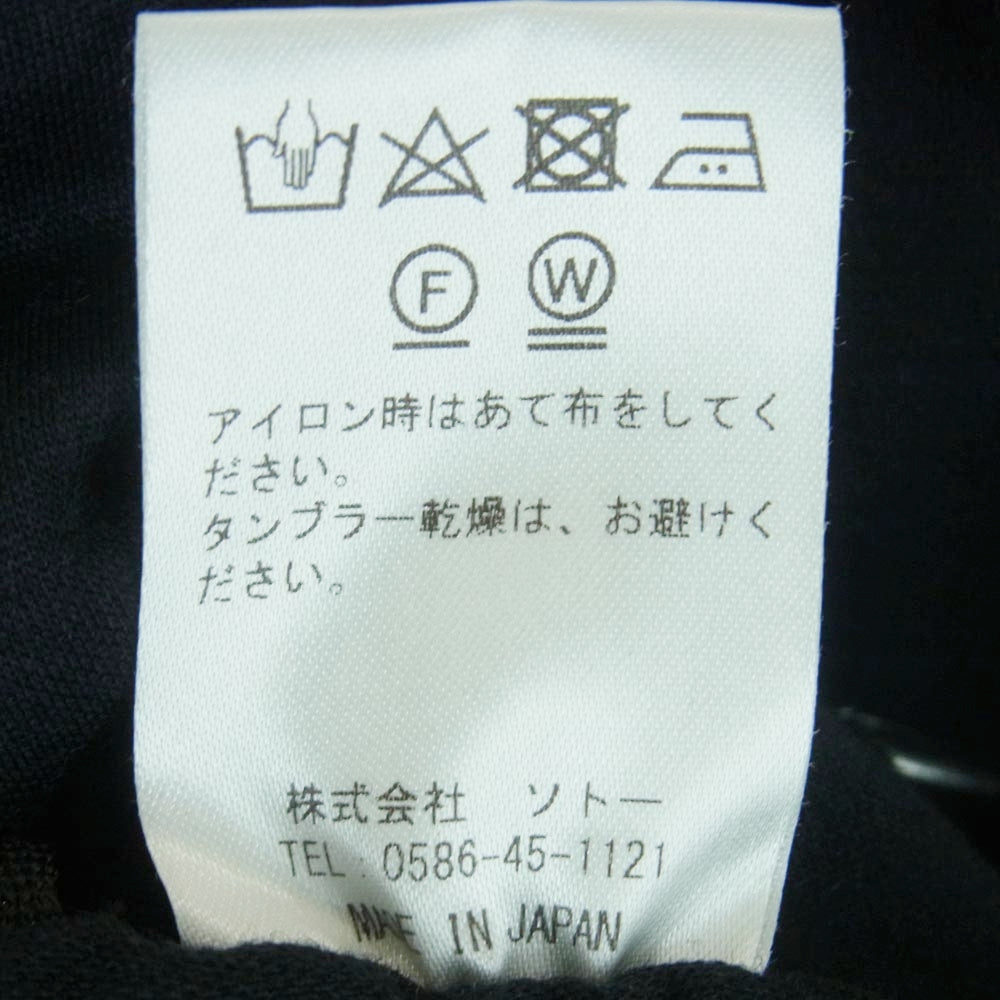 F W
アイロン時はあて布をしてく
ださい。
タンブラー乾燥は、お避けく
ださい。
株式会社　ソトー
TEL:0586-45-1121
MADE IN JAPAN